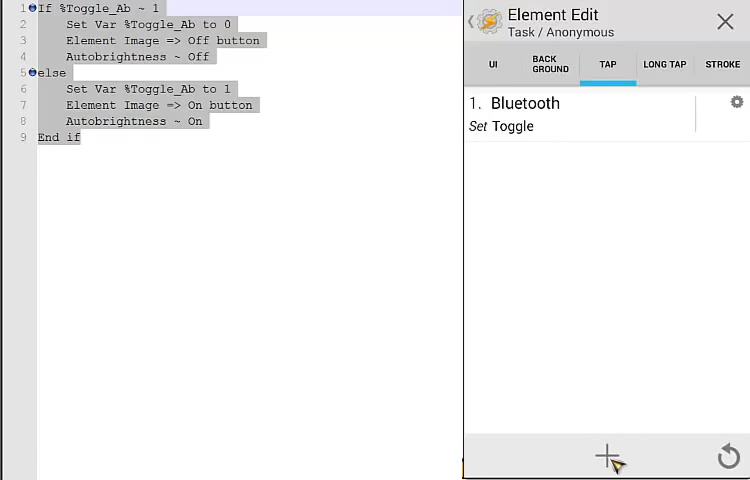 1 If %Toggle_Ab ~ 1
2 Set Var %Toggle_Ab to 0
3 Element Image => Off button
4 Autobrightness ~ Off
5 else
6 Set Var %Toggle_Ab to 1
7 Element Image => On button
8 Autobrightness ~ On
9 End if
Element Edit
Task / Anonymous
UI BACK GROUND TAP LONG TAP STROKE
1. Bluetooth
Set Toggle